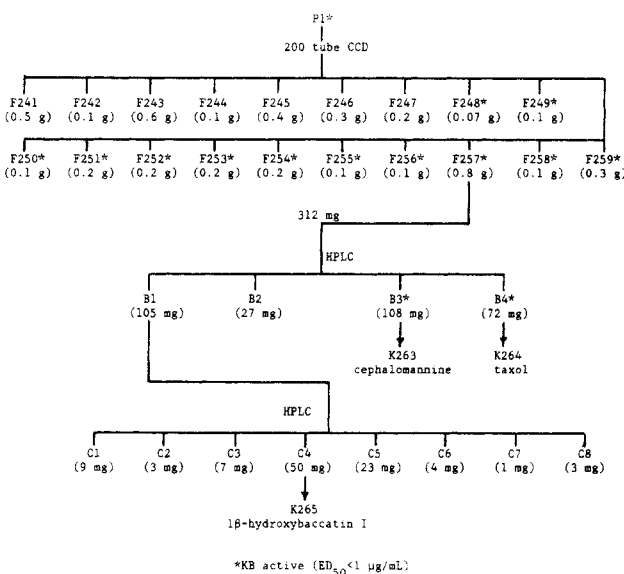 P1*
200 tube CCD
F241 F242 F243 F244 F245 F246 F247 F248* F249*
(0.5 g) (0.1 g) (0.6 g) (0.1 g) (0.4 g) (0.3 g) (0.2 g) (0.07 g) (0.1 g)
F250* F251* F252* F253* F254* F255* F256* F257* F258* F259*
(0.1 g) (0.2 g) (0.2 g) (0.2 g) (0.2 g) (0.1 g) (0.1 g) (0.8 g) (0.1 g) (0.3 g)
312 mg
HPLC
B1 B2 B3* B4*
(105 mg) (27 mg) (108 mg) (72 mg)
K263 K264
cephalomannine taxol
HPLC
C1 C2 C3 C4 C5 C6 C7 C8
(9 mg) (3 mg) (7 mg) (50 mg) (23 mg) (4 mg) (1 mg) (3 mg)
K265
1β-hydroxybaccatin I
*KB active (ED50<1 μg/mL)